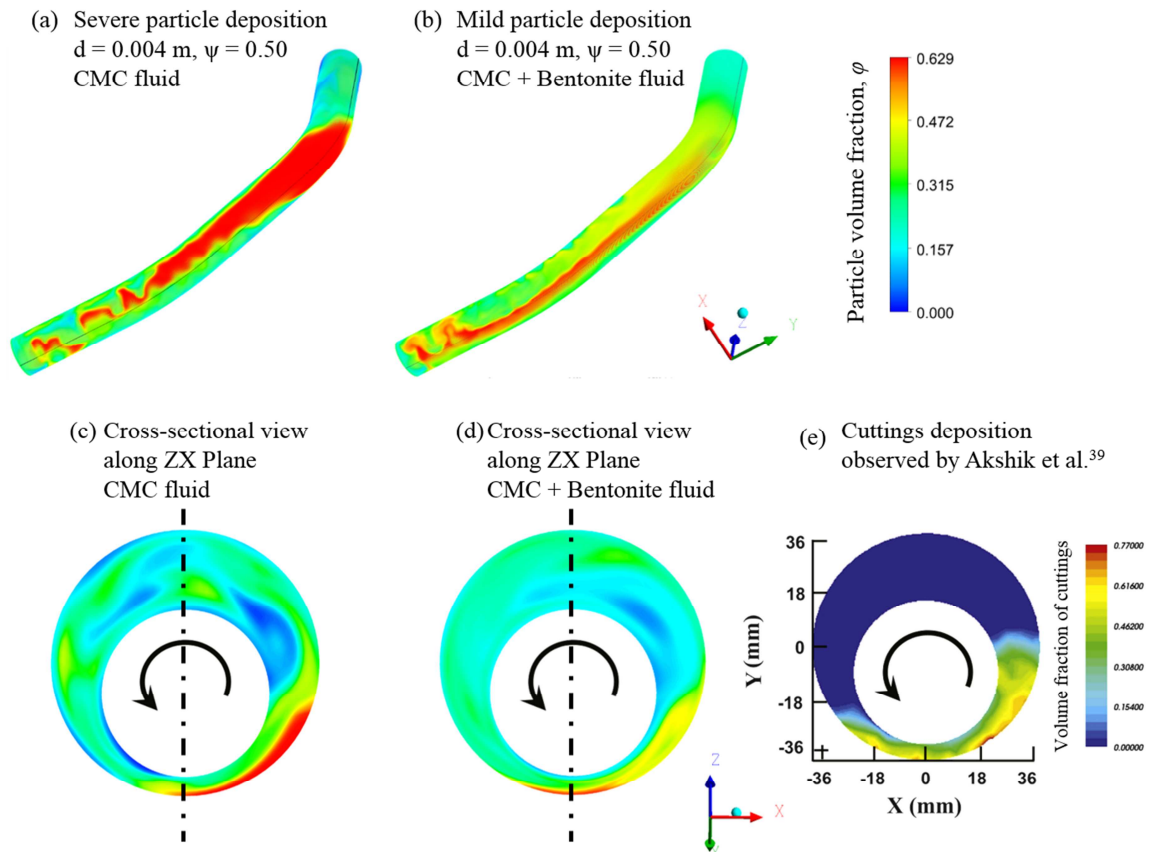 (a) Severe particle deposition
d = 0.004 m, ψ = 0.50
CMC fluid
(b) Mild particle deposition
d = 0.004 m, ψ = 0.50
CMC + Bentonite fluid
Particle volume fraction, φ
0.629
0.472
0.315
0.157
0.000
X
Z
Y
(c) Cross-sectional view
along ZX Plane
CMC fluid
(d) Cross-sectional view
along ZX Plane
CMC + Bentonite fluid
Z
X
(e) Cuttings deposition
observed by Akshik et al.³⁹
Y (mm)
36
18
0
-18
-36
-36
-18
0
18
36
X (mm)
Volume fraction of cuttings
0.77000
0.61600
0.46200
0.30800
0.15400
0.00000